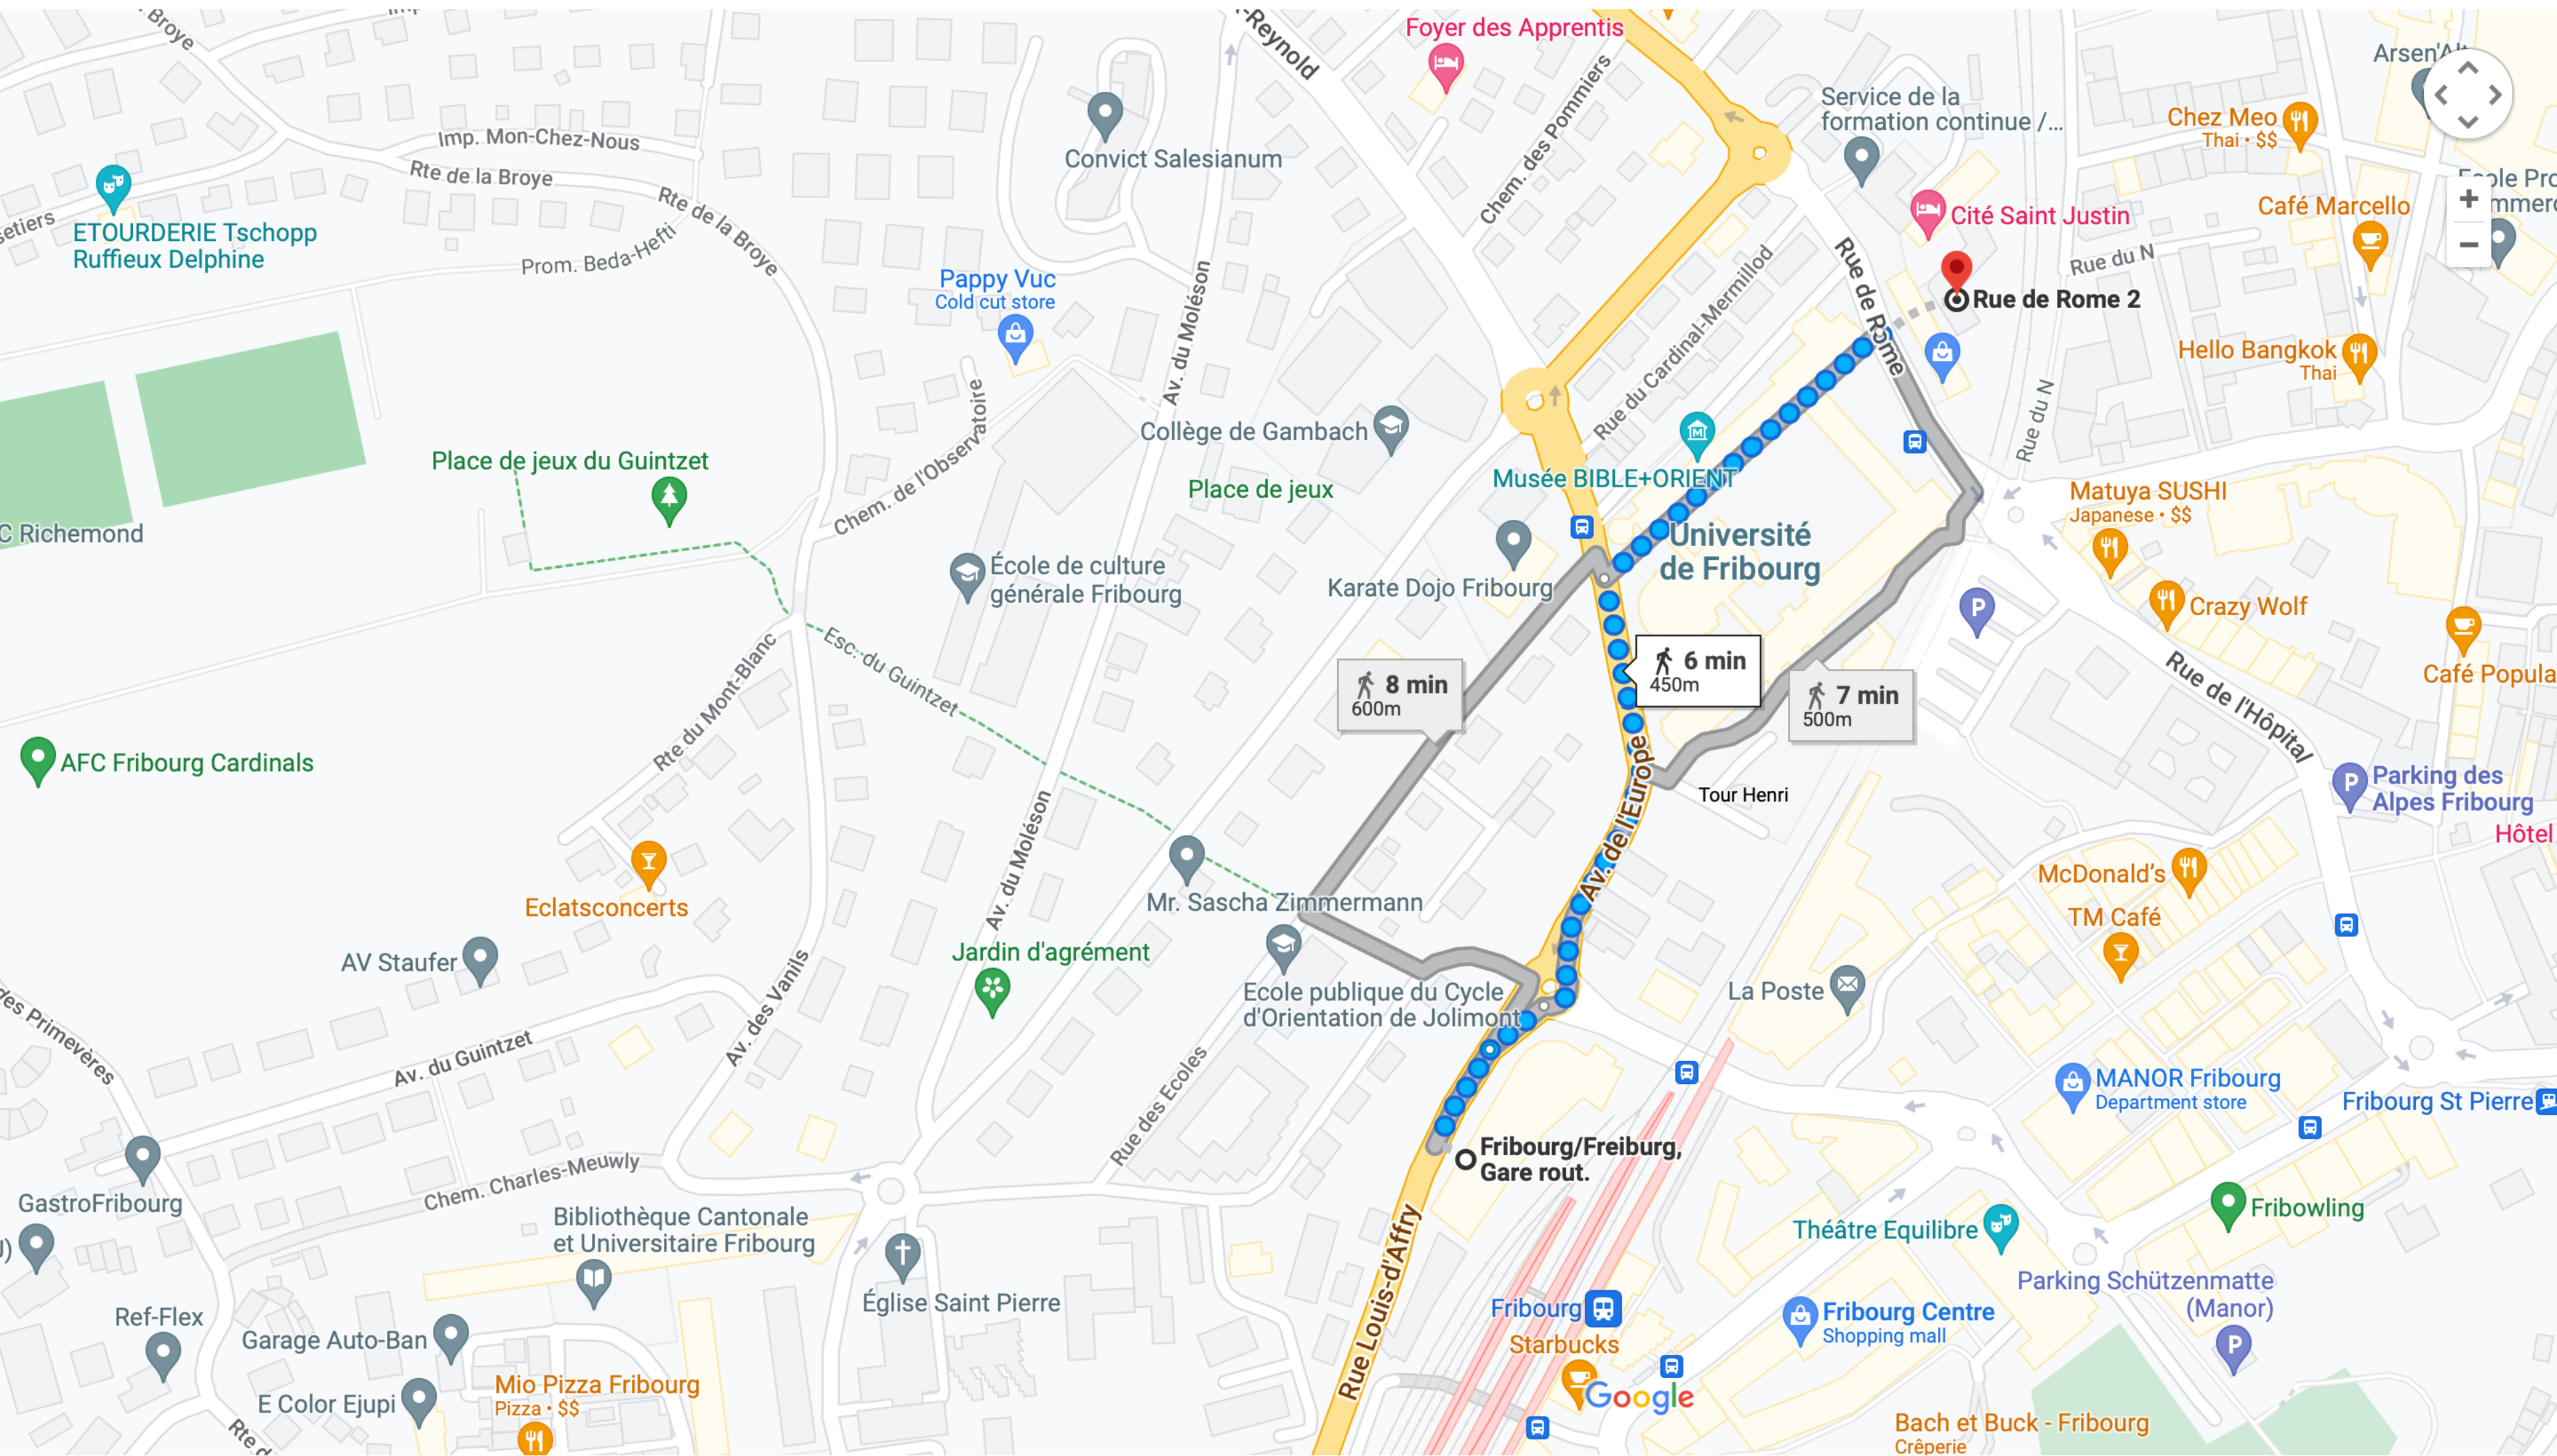 Broye
-Reynold
Foyer des Apprentis
Chem. des Pommiers
Arsen'Alt
Service de la
formation continue /...
Chez Meo
Thai • $$
Imp. Mon-Chez-Nous
Rte de la Broye
Rte de la Broye
Convict Salesianum
ETOURDERIE Tschopp
Ruffieux Delphine
Prom. Beda-Hefti
Cité Saint Justin
Café Marcello
Rue du N
Rue de Rome
Rue de Rome 2
Pappy Vuc
Cold cut store
Av. du Moléson
Rue du Cardinal-Mermillod
Hello Bangkok
Thai
Rue du N
Chem. de l'Observatoire
Collège de Gambach
Place de jeux du Guintzet
Place de jeux
Musée BIBLE+ORIENT
Matuya SUSHI
Japanese • $$
C Richemond
Université
de Fribourg
École de culture
générale Fribourg
Karate Dojo Fribourg
Crazy Wolf
P
Esc. du Guintzet
Rte du Mont-Blanc
8 min
600m
6 min
450m
7 min
500m
Café Popula
Rue de l'Hôpital
AFC Fribourg Cardinals
Av. de l'Europe
Tour Henri
P
Parking des
Alpes Fribourg
Hôtel
Av. du Moléson
Eclatsconcerts
Mr. Sascha Zimmermann
McDonald's
TM Café
AV Staufer
Jardin d'agrément
Ecole publique du Cycle
d'Orientation de Jolimont
La Poste
des Primevères
Av. du Guintzet
Av. des Vanils
Rue des Ecoles
MANOR Fribourg
Department store
Fribourg St Pierre
Fribourg/Freiburg,
Gare rout.
Chem. Charles-Meuwly
GastroFribourg
Bibliothèque Cantonale
et Universitaire Fribourg
Fribowling
Théâtre Equilibre
Rue Louis-d'Affry
Église Saint Pierre
Parking Schützenmatte
(Manor)
P
Ref-Flex
Garage Auto-Ban
Fribourg
Starbucks
Fribourg Centre
Shopping mall
Mio Pizza Fribourg
Pizza • $$
E Color Ejupi
Google
Bach et Buck - Fribourg
Crêperie